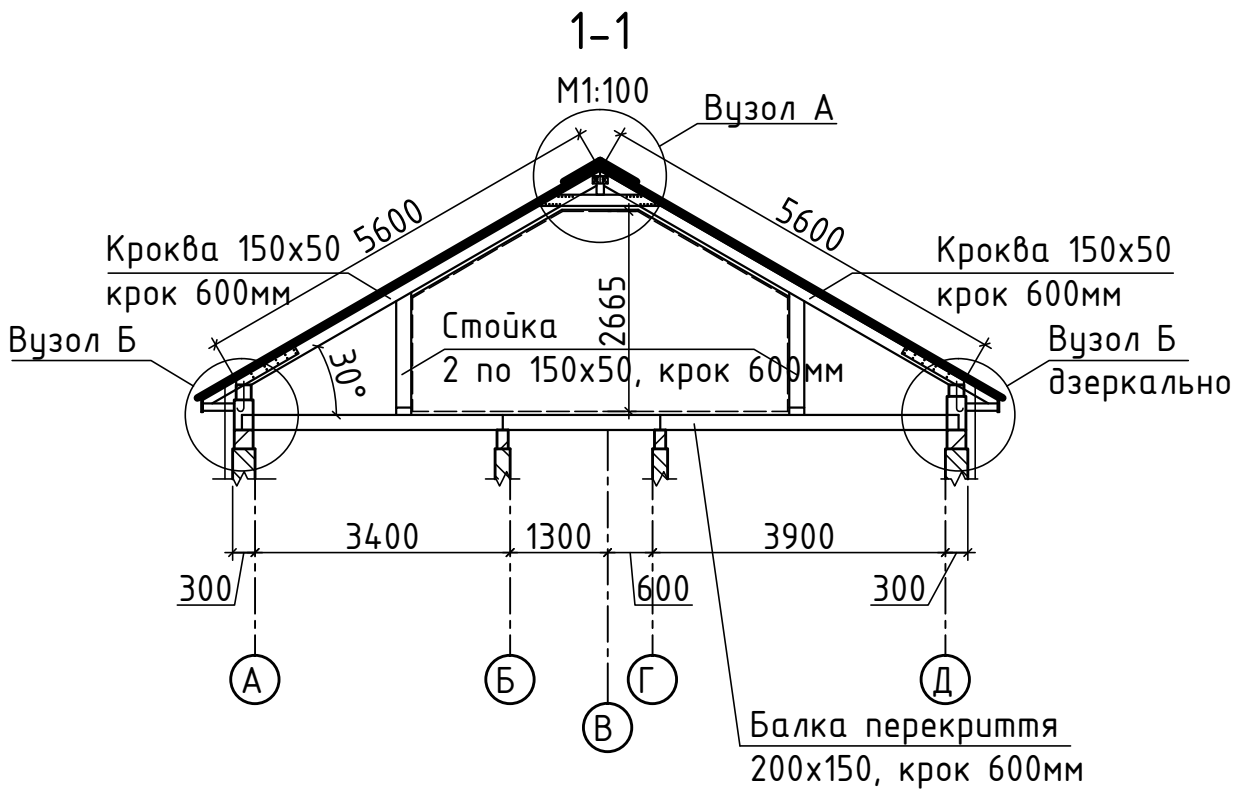 1-1
М1:100
Вузол А
5600
5600
Кроква 150х50
крок 600мм
Кроква 150х50
крок 600мм
Вузол Б
Вузол Б
дзеркально
30°
Стойка
2 по 150х50, крок 600мм
2665
3400
1300
3900
300
600
300
А
Б
Г
Д
В
Балка перекриття
200х150, крок 600мм